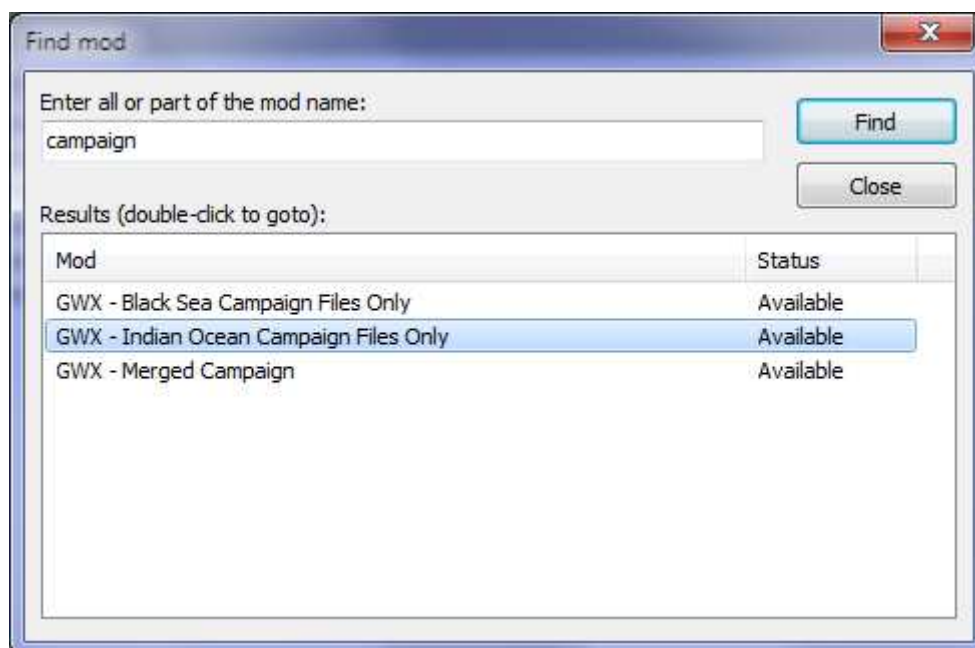 Find mod
Enter all or part of the mod name:
campaign
Find
Close
Results (double-click to goto):
Mod Status
GWX - Black Sea Campaign Files Only Available
GWX - Indian Ocean Campaign Files Only Available
GWX - Merged Campaign Available